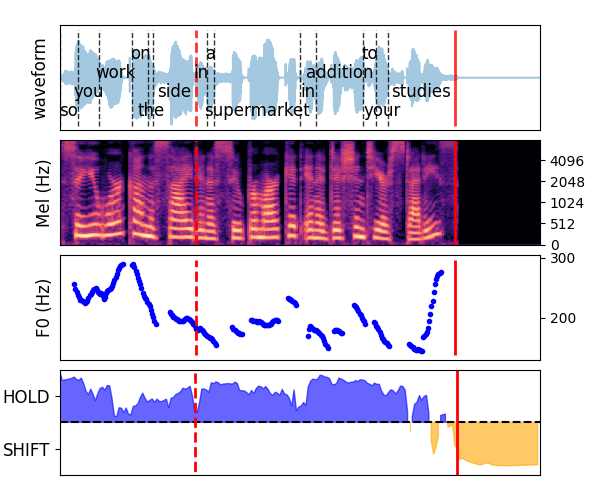 waveform
on a to
work in addition
you side in studies
so the supermarket your
Mel (Hz)
4096
2048
1024
512
0
F0 (Hz)
300
200
HOLD
SHIFT